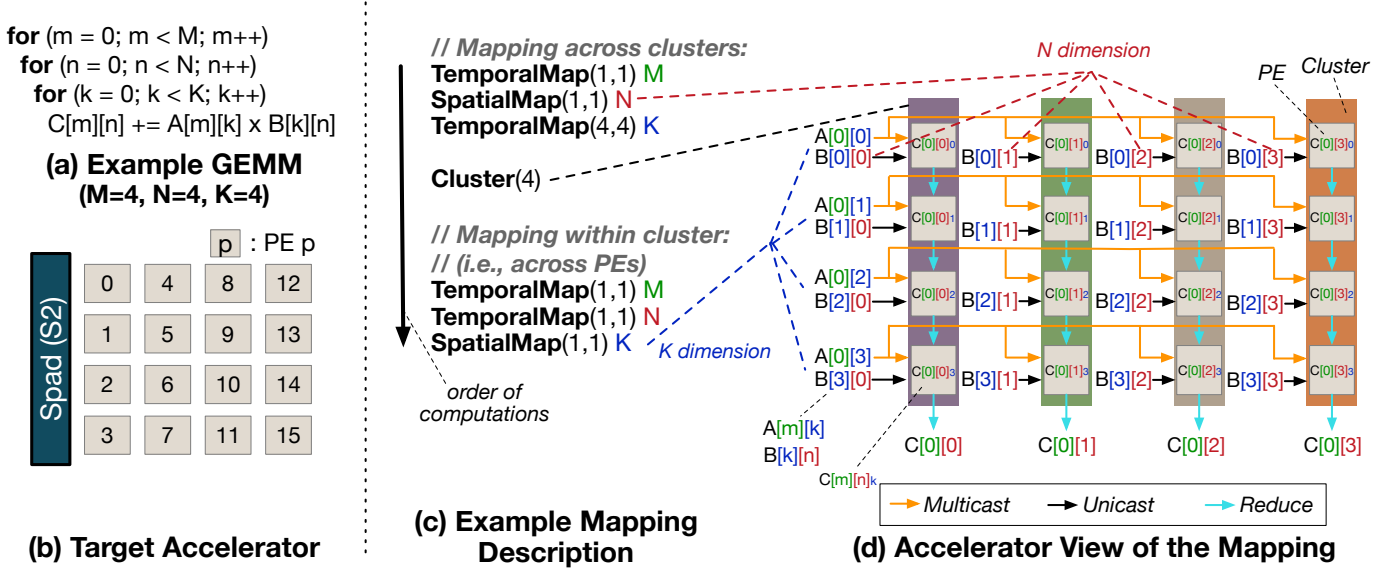 for (m = 0; m < M; m++)
for (n = 0; n < N; n++)
for (k = 0; k < K; k++)
C[m][n] += A[m][k] x B[k][n]
(a) Example GEMM
(M=4, N=4, K=4)
p : PE p
Spad (S2)
0 4 8 12
1 5 9 13
2 6 10 14
3 7 11 15
(b) Target Accelerator
// Mapping across clusters:
TemporalMap(1,1) M
SpatialMap(1,1) N
TemporalMap(4,4) K
Cluster(4)
// Mapping within cluster:
// (i.e., across PEs)
TemporalMap(1,1) M
TemporalMap(1,1) N
SpatialMap(1,1) K
order of
computations
(c) Example Mapping
Description
N dimension
PE
Cluster
K dimension
A[0][0]
B[0][0] C[0][0]0 B[0][1] C[0][1]0 B[0][2] C[0][2]0 B[0][3] C[0][3]0
A[0][1]
B[1][0] C[0][0]1 B[1][1] C[0][1]1 B[1][2] C[0][2]1 B[1][3] C[0][3]1
A[0][2]
B[2][0] C[0][0]2 B[2][1] C[0][1]2 B[2][2] C[0][2]2 B[2][3] C[0][3]2
A[0][3]
B[3][0] C[0][0]3 B[3][1] C[0][1]3 B[3][2] C[0][2]3 B[3][3] C[0][3]3
A[m][k]
B[k][n]
C[m][n]k
C[0][0] C[0][1] C[0][2] C[0][3]
Multicast Unicast Reduce
(d) Accelerator View of the Mapping